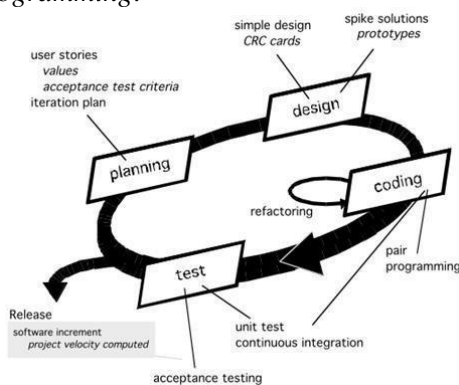 simple design
CRC cards
spike solutions
prototypes
user stories
values
acceptance test criteria
iteration plan
design
planning
coding
refactoring
test
pair
programming
Release
software increment
project velocity computed
unit test
continuous integration
acceptance testing